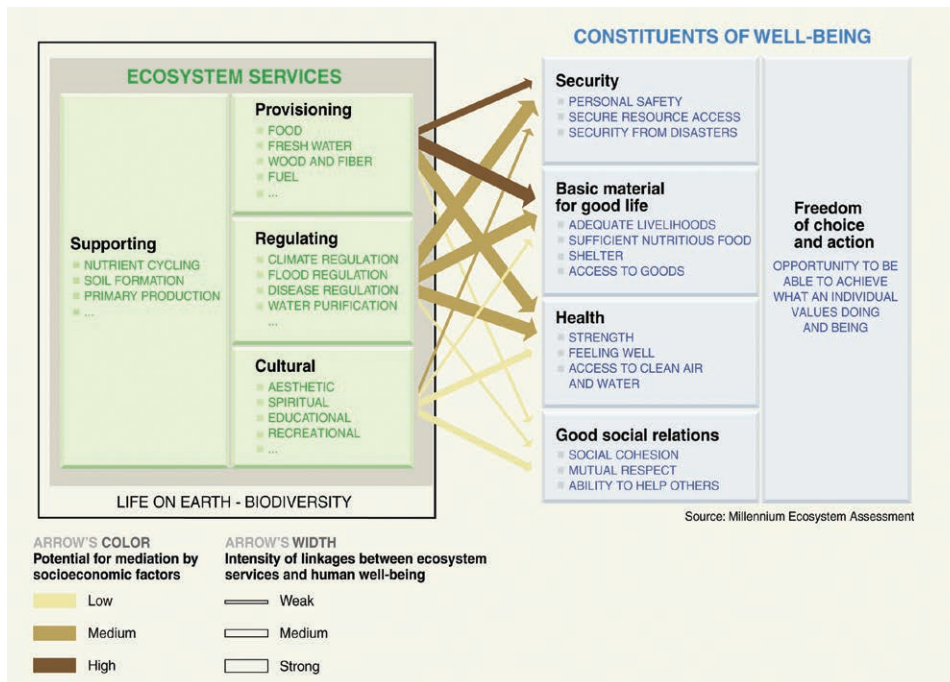 CONSTITUENTS OF WELL-BEING
ECOSYSTEM SERVICES
Supporting
NUTRIENT CYCLING
SOIL FORMATION
PRIMARY PRODUCTION
...
Provisioning
FOOD
FRESH WATER
WOOD AND FIBER
FUEL
...
Regulating
CLIMATE REGULATION
FLOOD REGULATION
DISEASE REGULATION
WATER PURIFICATION
...
Cultural
AESTHETIC
SPIRITUAL
EDUCATIONAL
RECREATIONAL
...
LIFE ON EARTH - BIODIVERSITY
Security
PERSONAL SAFETY
SECURE RESOURCE ACCESS
SECURITY FROM DISASTERS
Basic material
for good life
ADEQUATE LIVELIHOODS
SUFFICIENT NUTRITIOUS FOOD
SHELTER
ACCESS TO GOODS
Health
STRENGTH
FEELING WELL
ACCESS TO CLEAN AIR
AND WATER
Good social relations
SOCIAL COHESION
MUTUAL RESPECT
ABILITY TO HELP OTHERS
Freedom
of choice
and action
OPPORTUNITY TO BE
ABLE TO ACHIEVE
WHAT AN INDIVIDUAL
VALUES DOING
AND BEING
Source: Millennium Ecosystem Assessment
ARROW'S COLOR
Potential for mediation by
socioeconomic factors
Low
Medium
High
ARROW'S WIDTH
Intensity of linkages between ecosystem
services and human well-being
Weak
Medium
Strong